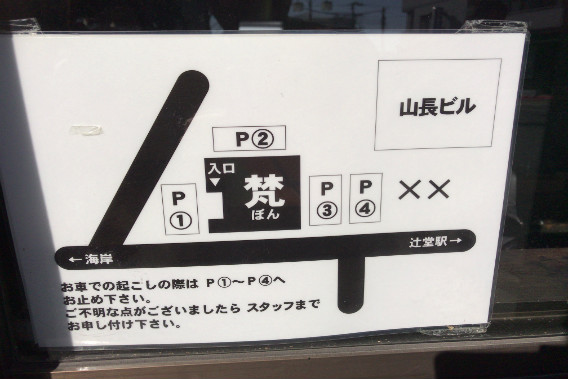 山長ビル
P②
入口
▼
梵
ぼん
P
①
P
③
P
④
××
←海岸
辻堂駅→
お車での起こしの際は P①~P④へ
お止め下さい。
ご不明な点がございましたら スタッフまで
お申し付け下さい。